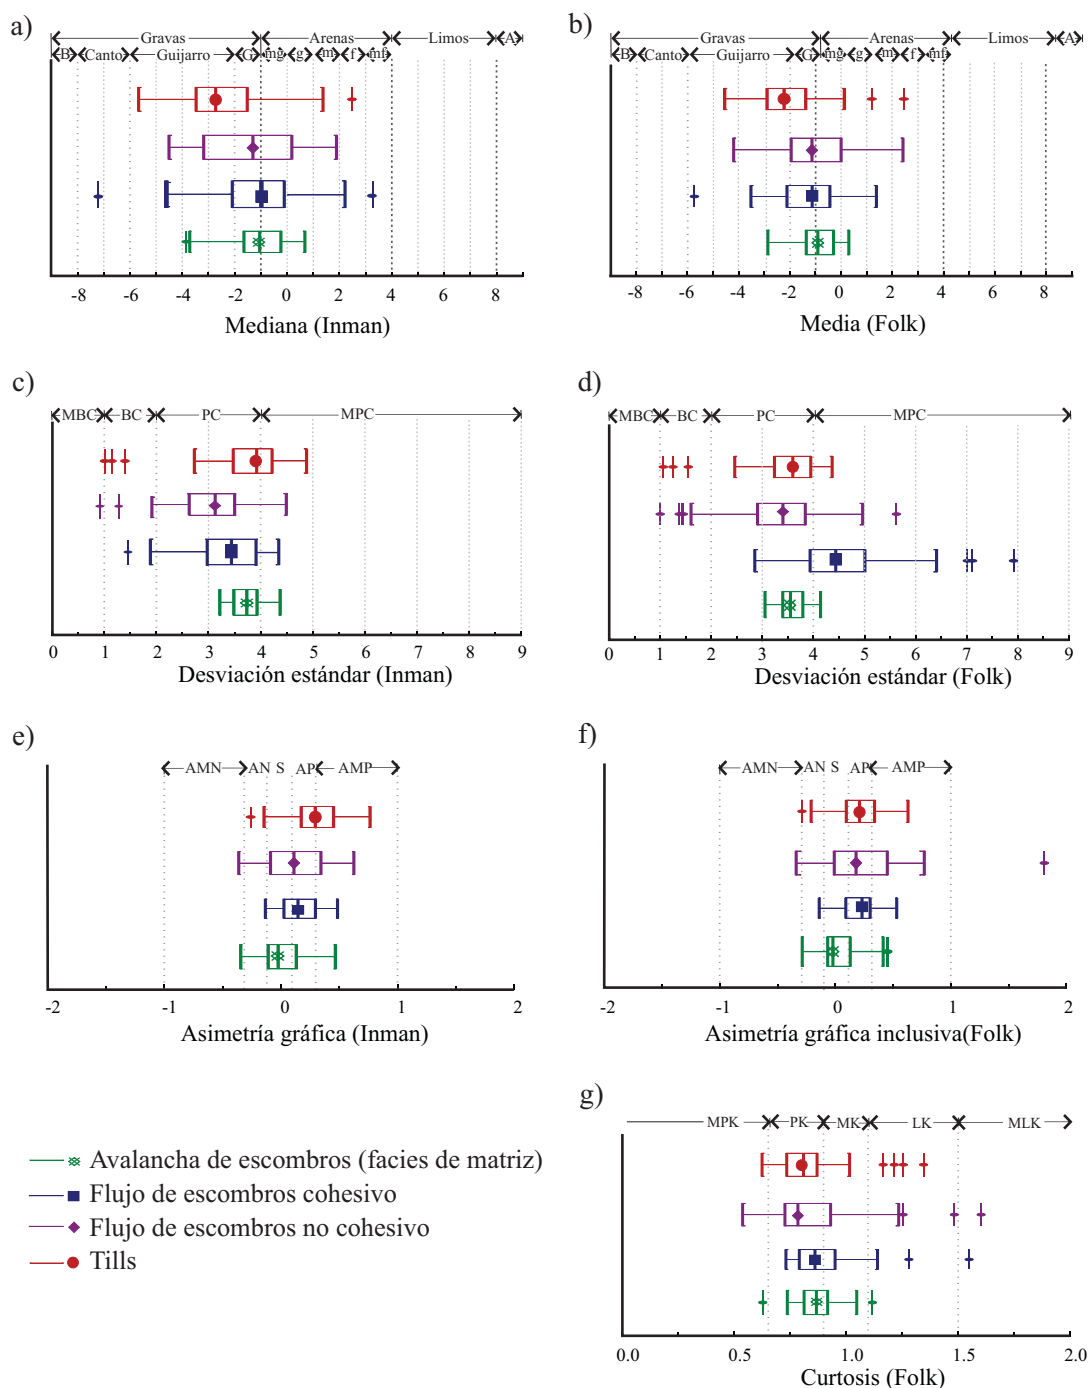 a)
Gravas Arenas Limos A
B Canto Guijarro G mg g m f mf
-8 -6 -4 -2 0 2 4 6 8
Mediana (Inman)
b)
Gravas Arenas Limos A
B Canto Guijarro G mg g m f mf
-8 -6 -4 -2 0 2 4 6 8
Media (Folk)
c)
MBC BC PC MPC
0 1 2 3 4 5 6 7 8 9
Desviación estándar (Inman)
d)
MBC BC PC MPC
0 1 2 3 4 5 6 7 8 9
Desviación estándar (Folk)
e)
AMN AN S AP AMP
-2 -1 0 1 2
Asimetría gráfica (Inman)
f)
AMN AN S AP AMP
-2 -1 0 1 2
Asimetría gráfica inclusiva(Folk)
g)
MPK PK MK LK MLK
0.0 0.5 1.0 1.5 2.0
Curtosis (Folk)
Avalancha de escombros (facies de matriz)
Flujo de escombros cohesivo
Flujo de escombros no cohesivo
Tills